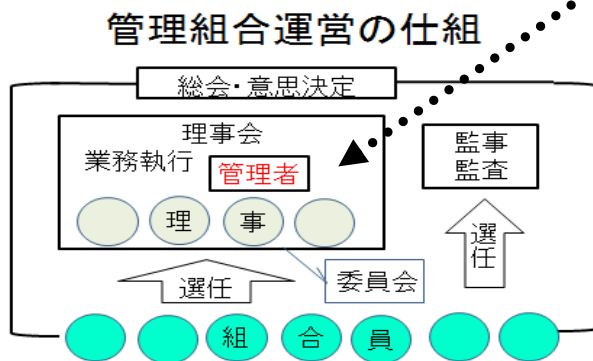 管理組合運営の仕組
総会・意思決定
理事会
業務執行
管理者
理事
監事
監査
選任
選任
委員会
組合員